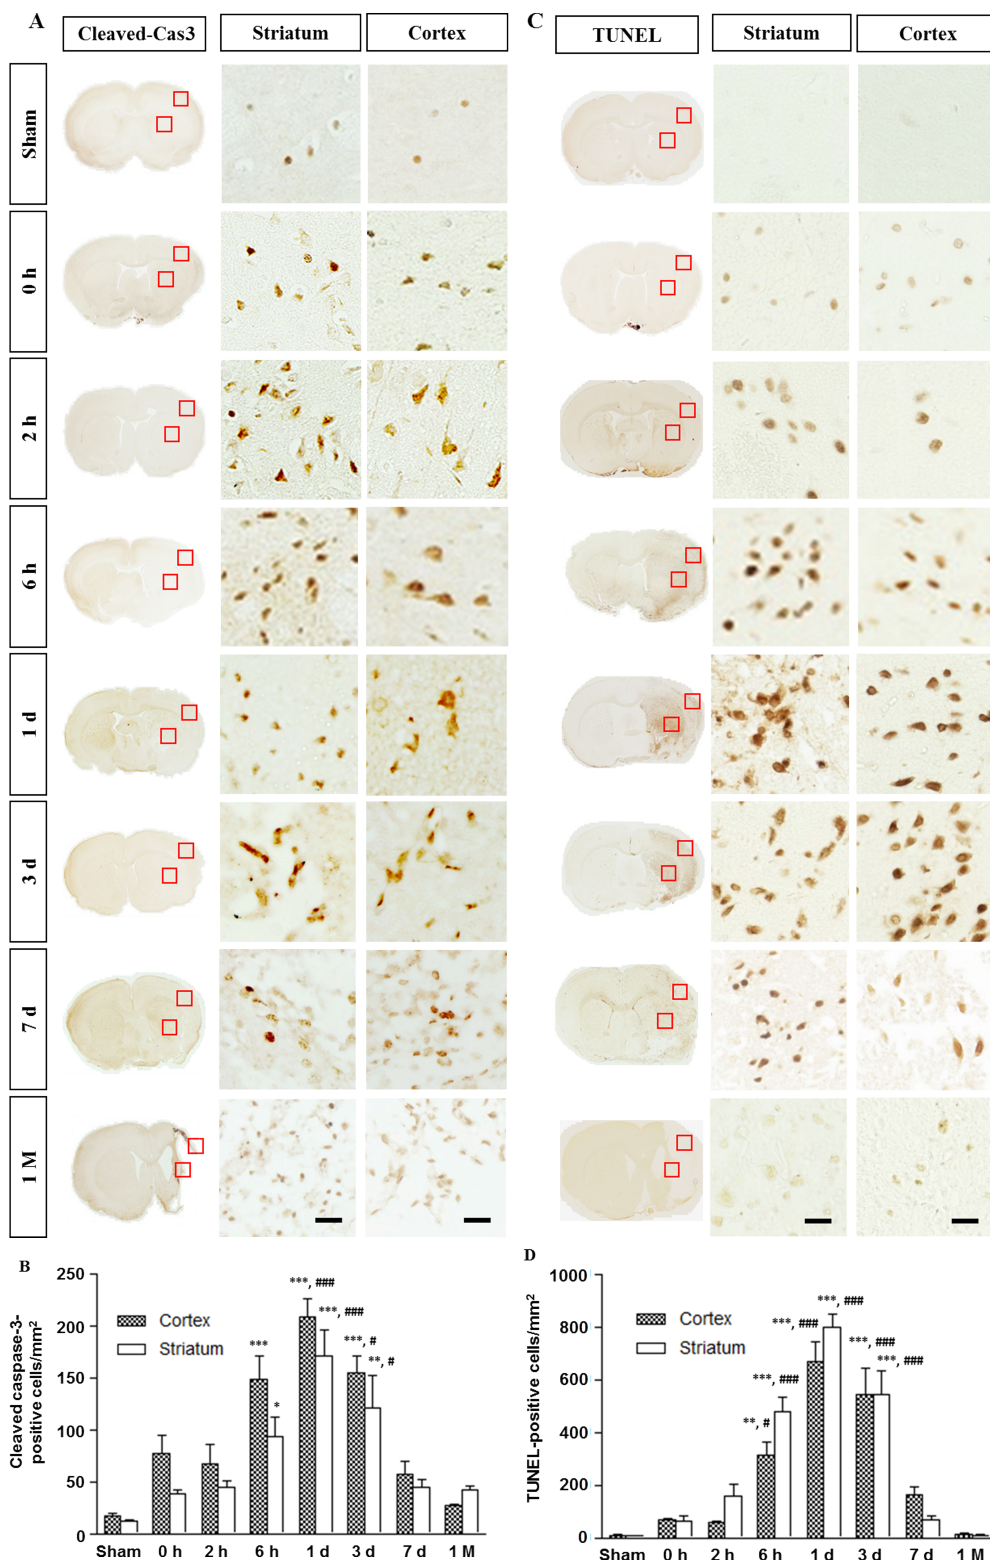 A
Cleaved-Cas3
Striatum
Cortex
C
TUNEL
Striatum
Cortex
Sham
0 h
2 h
6 h
1 d
3 d
7 d
1 M
B
Cleaved caspase-3-
positive cells/mm2
250
200
150
100
50
0
Cortex
Striatum
***
*
***, ###
***, ###
***, #
**, #
Sham 0 h 2 h 6 h 1 d 3 d 7 d 1 M
D
TUNEL-positive cells/mm2
1000
800
600
400
200
0
Cortex
Striatum
**, #
***, ###
***, ###
***, ###
***, ###
***, ###
Sham 0 h 2 h 6 h 1 d 3 d 7 d 1 M